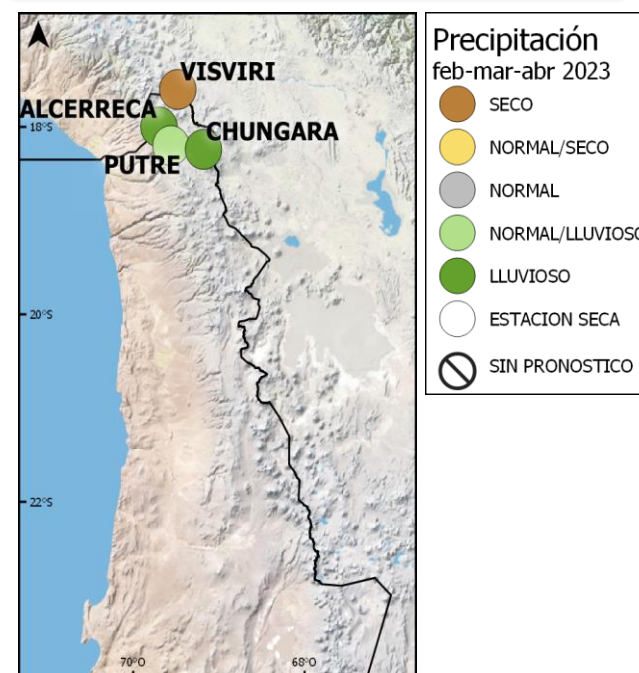 VISVIRI
ALCERRECA
CHUNGARA
PUTRE
18°S
20°S
22°S
70°O
68°O
Precipitación
feb-mar-abr 2023
SECO
NORMAL/SECO
NORMAL
NORMAL/LLUVIOSO
LLUVIOSO
ESTACION SECA
SIN PRONOSTICO